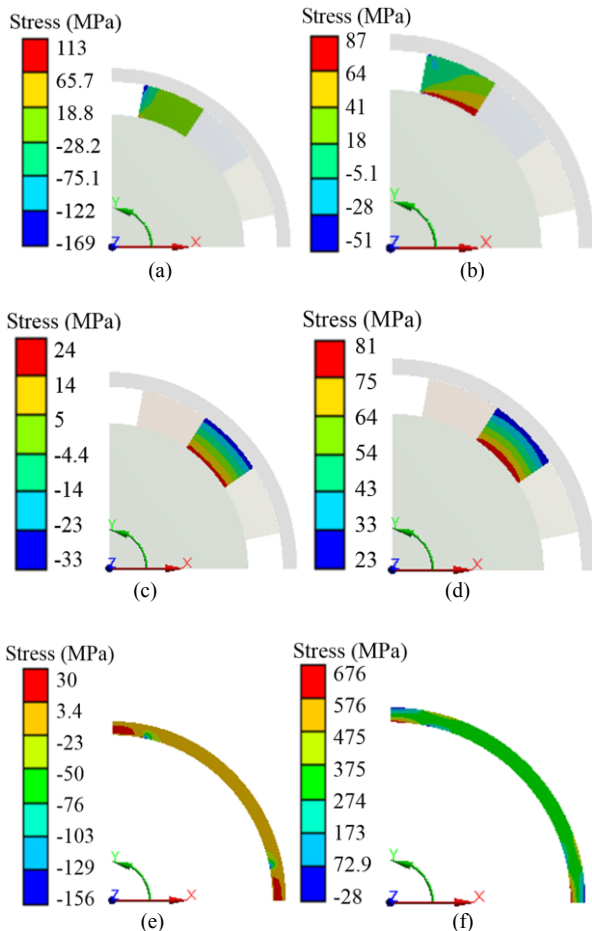 Stress (MPa)
113
65.7
18.8
-28.2
-75.1
-122
-169
Y
Z
X
(a)
Stress (MPa)
87
64
41
18
-5.1
-28
-51
Y
Z
X
(b)
Stress (MPa)
24
14
5
-4.4
-14
-23
-33
Y
Z
X
(c)
Stress (MPa)
81
75
64
54
43
33
23
Y
Z
X
(d)
Stress (MPa)
30
3.4
-23
-50
-76
-103
-129
-156
Y
Z
X
(e)
Stress (MPa)
676
576
475
375
274
173
72.9
-28
Y
Z
X
(f)